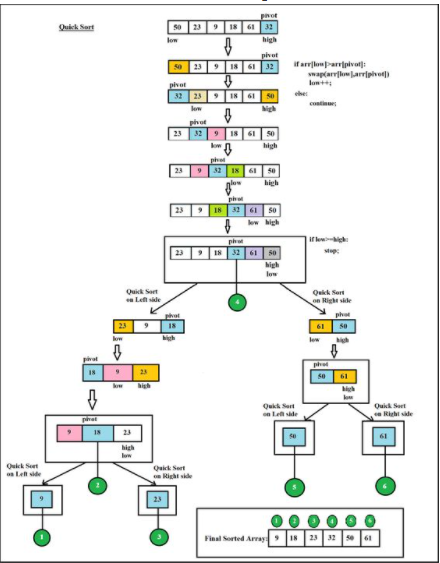 Quick Sort
pivot
50 23 9 18 61 32
low high
pivot
50 23 9 18 61 32
if arr[low]>arr[pivot]:
swap(arr[low],arr[pivot])
low++;
else:
continue;
pivot
32 23 9 18 61 50
low high
pivot
23 32 9 18 61 50
low high
pivot
23 9 32 18 61 50
low high
pivot
23 9 18 32 61 50
low high
pivot
23 9 18 32 61 50
high
low
if low>=high:
stop;
4
Quick Sort
on Left side
Quick Sort
on Right side
pivot
23 9 18
low high
pivot
61 50
low high
pivot
18 9 23
low high
pivot
50 61
high
low
pivot
9 18 23
high
low
Quick Sort
on Left side
Quick Sort
on Right side
50
61
5
6
Quick Sort
on Left side
Quick Sort
on Right side
9
2
23
1
3
1 2 3 4 5 6
Final Sorted Array: 9 18 23 32 50 61